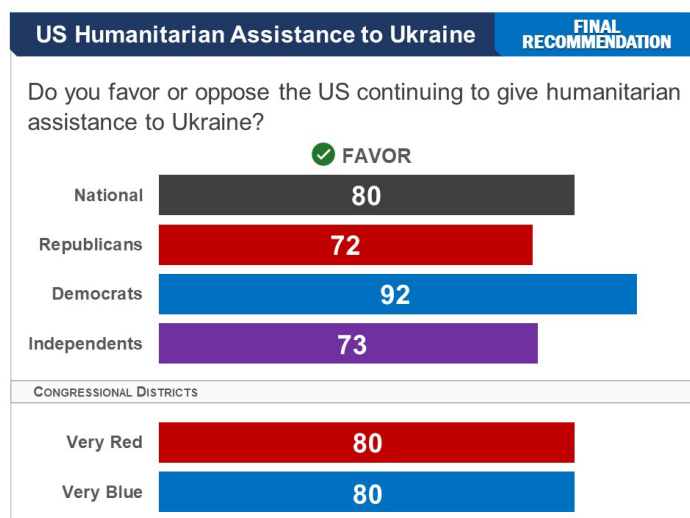 US Humanitarian Assistance to Ukraine
FINAL
RECOMMENDATION
Do you favor or oppose the US continuing to give humanitarian
assistance to Ukraine?
FAVOR
National 80
Republicans 72
Democrats 92
Independents 73
CONGRESSIONAL DISTRICTS
Very Red 80
Very Blue 80